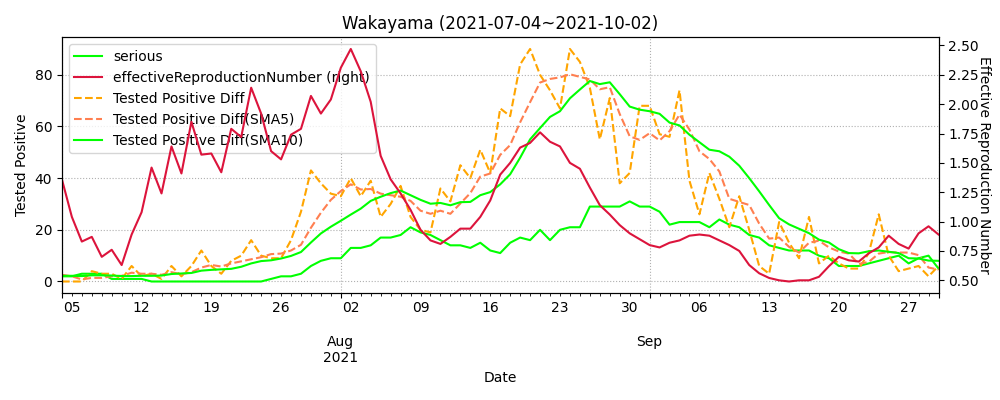 Wakayama (2021-07-04~2021-10-02)
serious
effectiveReproductionNumber (right)
Tested Positive Diff
Tested Positive Diff(SMA5)
Tested Positive Diff(SMA10)
Tested Positive
80
60
40
20
0
2.50
2.25
2.00
1.75
1.50
1.25
1.00
0.75
0.50
Effective Reproduction Number
05 12 19 26 02 09 16 23 30 06 13 20 27
Aug Sep
2021
Date